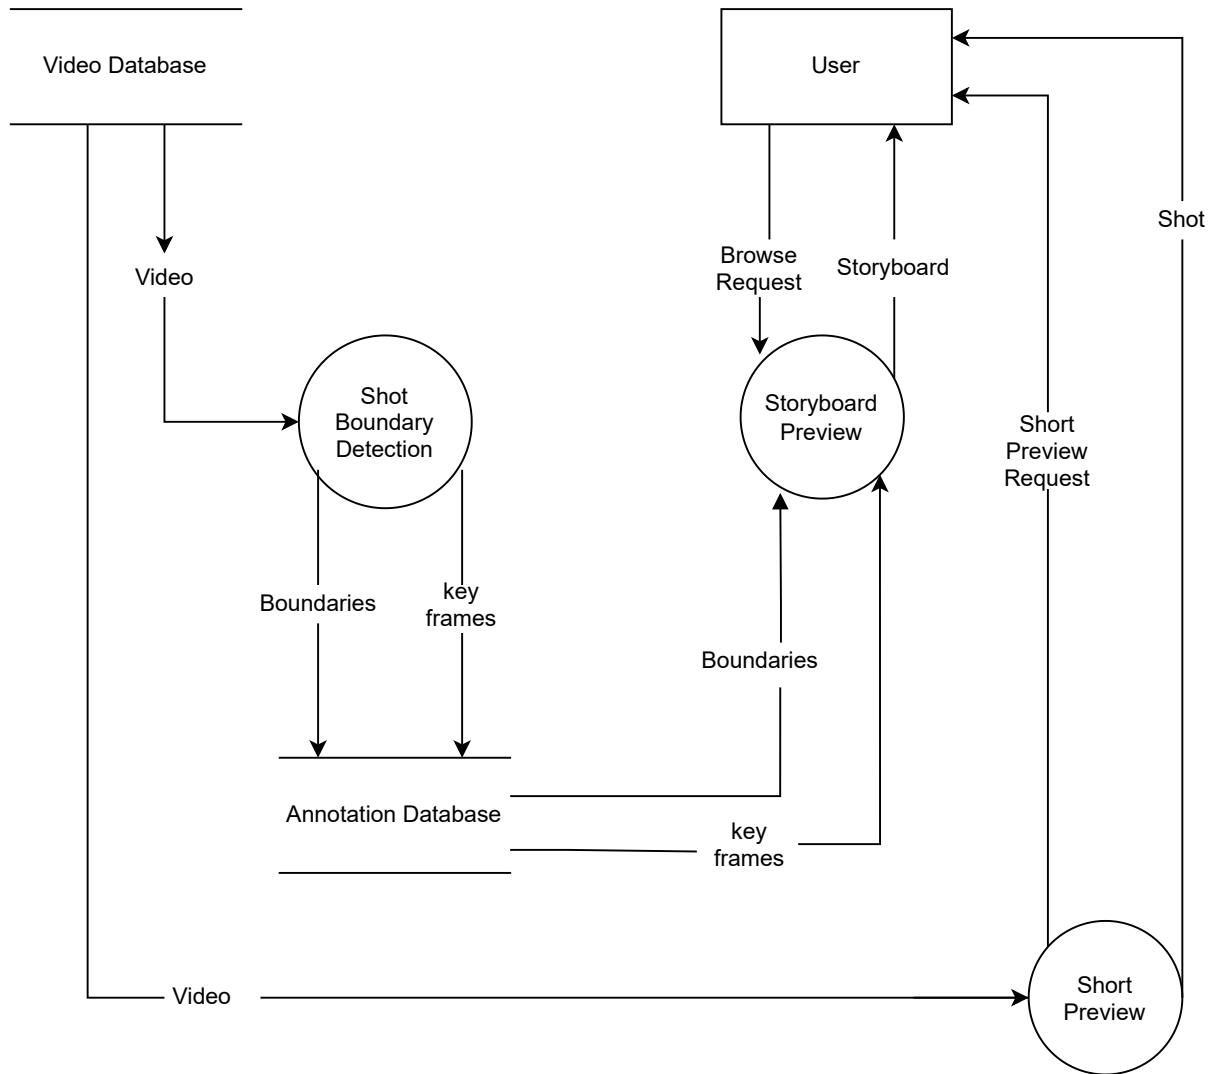 Video Database
User
Shot
Browse
Request
Storyboard
Video
Shot
Boundary
Detection
Storyboard
Preview
Short
Preview
Request
Boundaries
key
frames
Boundaries
Annotation Database
key
frames
Video
Short
Preview